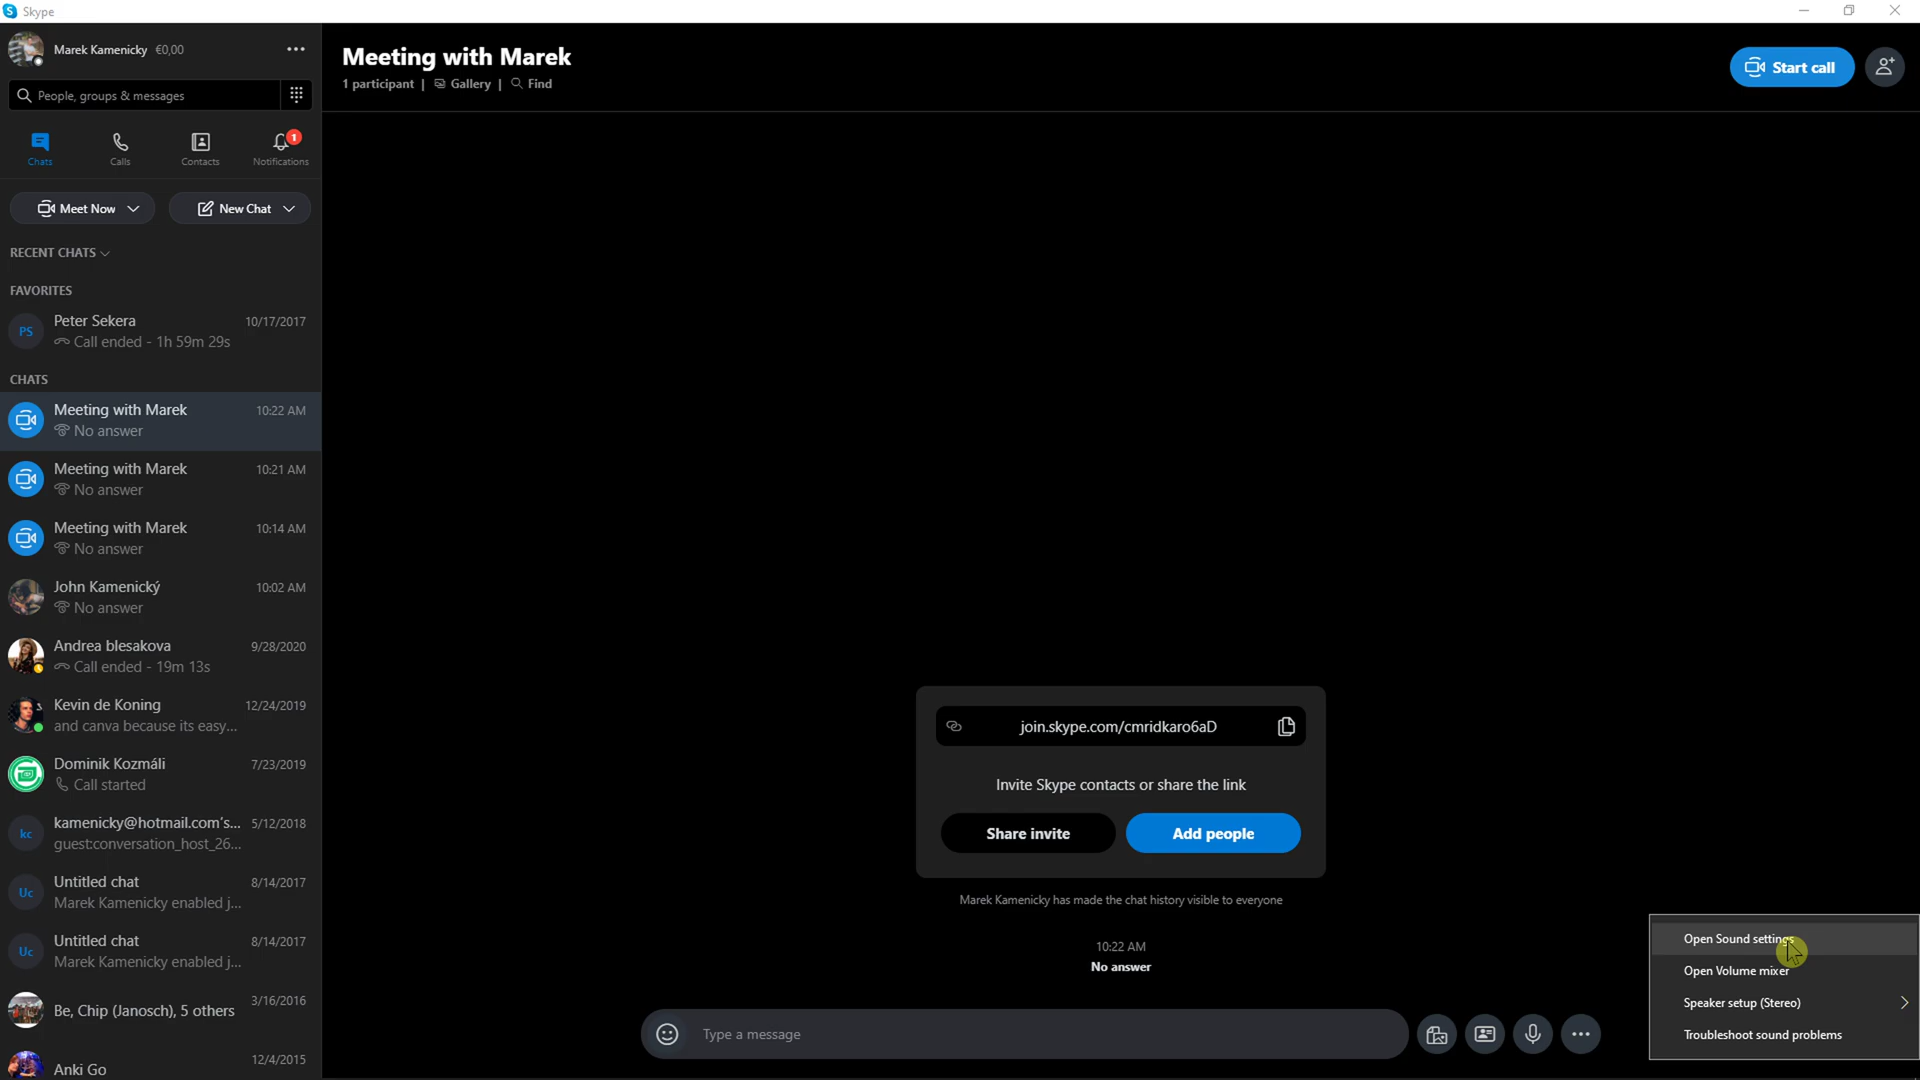 Skype
Marek Kamenicky €0,00
People, groups & messages
Chats
Calls
Contacts
Notifications
1
Meet Now
New Chat
RECENT CHATS
FAVORITES
PS
Peter Sekera 10/17/2017
Call ended - 1h 59m 29s
CHATS
Meeting with Marek 10:22 AM
No answer
Meeting with Marek 10:21 AM
No answer
Meeting with Marek 10:14 AM
No answer
John Kamenický 10:02 AM
No answer
Andrea blesakova 9/28/2020
Call ended - 19m 13s
Kevin de Koning 12/24/2019
and canva because its easy...
Dominik Kozmáli 7/23/2019
Call started
kc
kamenicky@hotmail.com's... 5/12/2018
guest:conversation_host_26...
Uc
Untitled chat 8/14/2017
Marek Kamenicky enabled j...
Uc
Untitled chat 8/14/2017
Marek Kamenicky enabled j...
Be, Chip (Janosch), 5 others 3/16/2016
Anki Go 12/4/2015
Meeting with Marek
1 participant | Gallery | Find
Start call
join.skype.com/cmridkaro6aD
Invite Skype contacts or share the link
Share invite
Add people
Marek Kamenicky has made the chat history visible to everyone
10:22 AM
No answer
Type a message
Open Sound settings
Open Volume mixer
Speaker setup (Stereo)
Troubleshoot sound problems